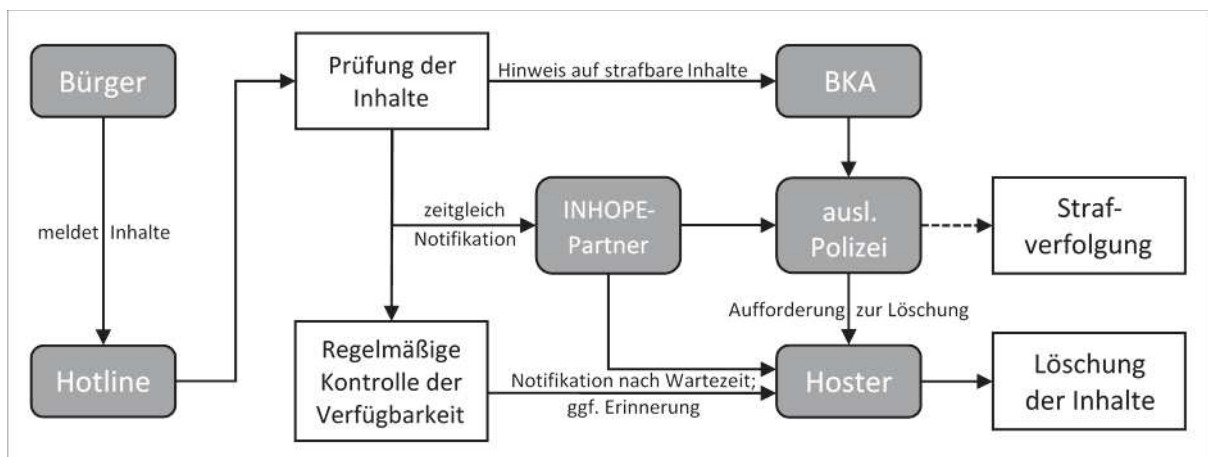 Bürger
Prüfung der
Inhalte
Hinweis auf strafbare Inhalte
BKA
meldet Inhalte
zeitgleich
Notifikation
INHOPE-
Partner
ausl.
Polizei
Straf-
verfolgung
Aufforderung zur Löschung
Hotline
Regelmäßige
Kontrolle der
Verfügbarkeit
Notifikation nach Wartezeit;
ggf. Erinnerung
Hoster
Löschung
der Inhalte